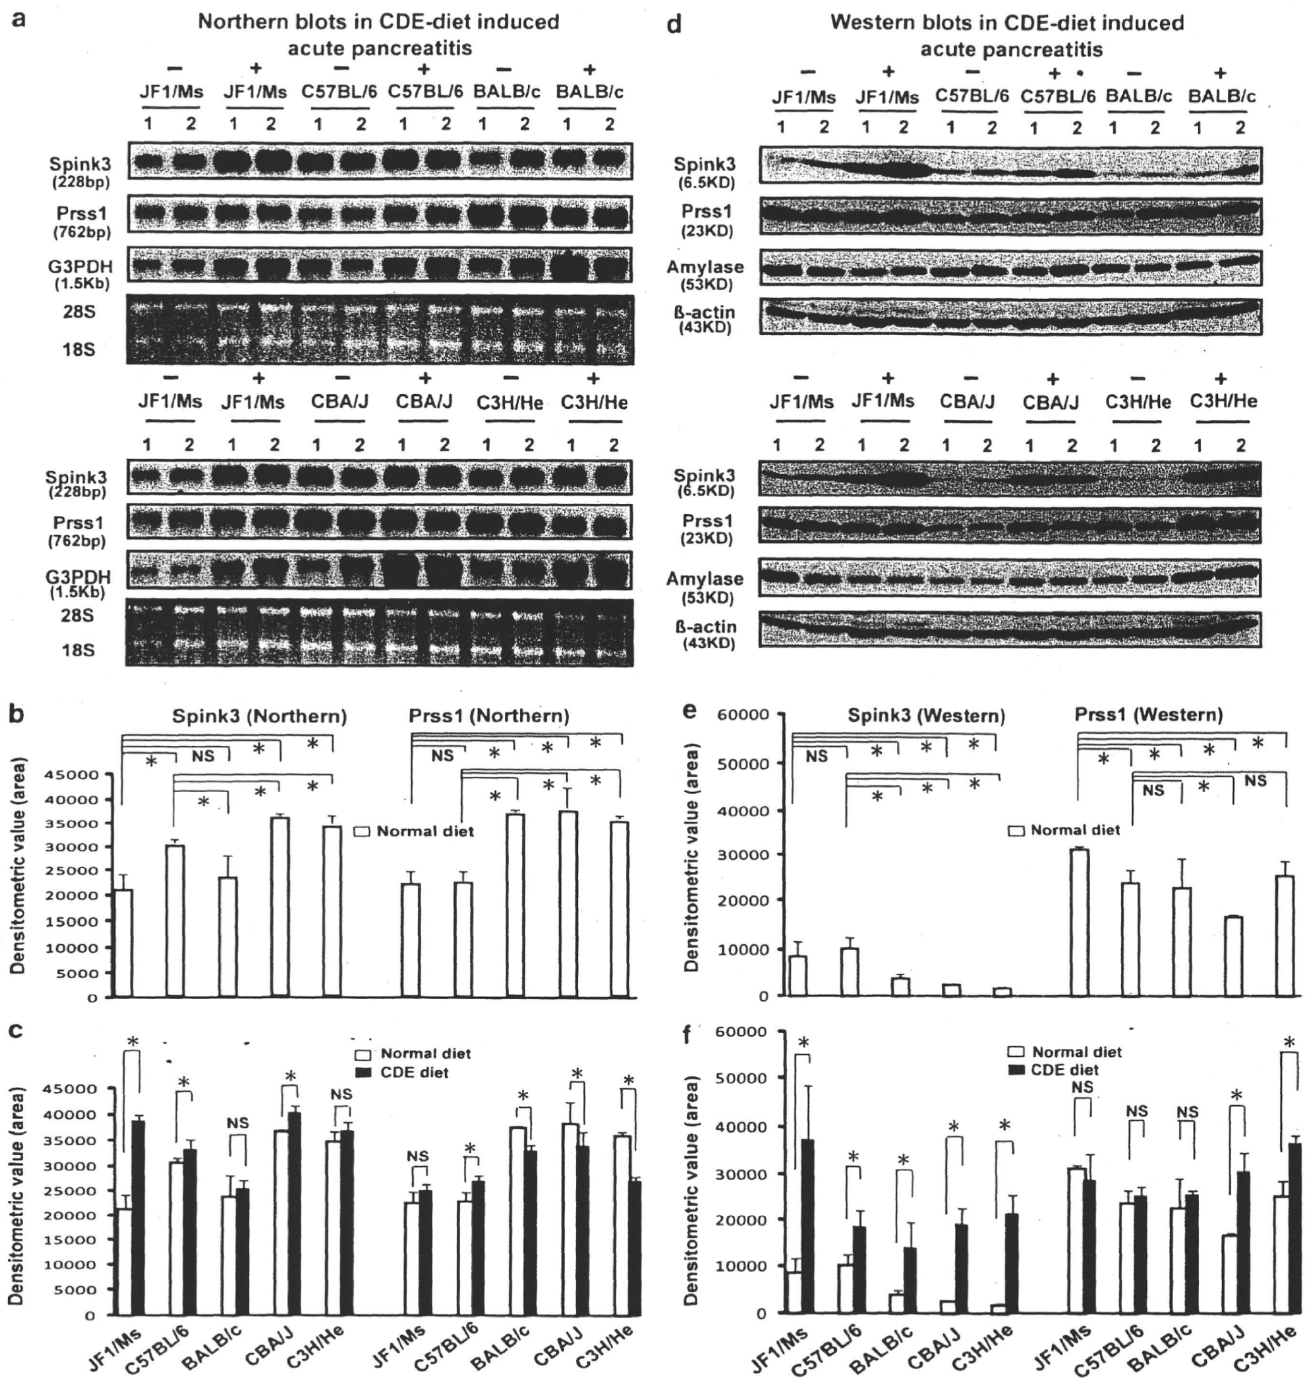 a
Northern blots in CDE-diet induced
acute pancreatitis
− + − + − +
JF1/Ms JF1/Ms C57BL/6 C57BL/6 BALB/c BALB/c
1 2 1 2 1 2 1 2 1 2 1 2
Spink3
(228bp)
Prss1
(762bp)
G3PDH
(1.5Kb)
28S
18S
− + − + − +
JF1/Ms JF1/Ms CBA/J CBA/J C3H/He C3H/He
1 2 1 2 1 2 1 2 1 2 1 2
Spink3
(228bp)
Prss1
(762bp)
G3PDH
(1.5Kb)
28S
18S
d
Western blots in CDE-diet induced
acute pancreatitis
− + − + − +
JF1/Ms JF1/Ms C57BL/6 C57BL/6 BALB/c BALB/c
1 2 1 2 1 2 1 2 1 2 1 2
Spink3
(6.5KD)
Prss1
(23KD)
Amylase
(53KD)
ß-actin
(43KD)
− + − + − +
JF1/Ms JF1/Ms CBA/J CBA/J C3H/He C3H/He
1 2 1 2 1 2 1 2 1 2 1 2
Spink3
(6.5KD)
Prss1
(23KD)
Amylase
(53KD)
ß-actin
(43KD)
b
Spink3 (Northern) Prss1 (Northern)
* NS * * NS * * *
* * * * * *
Normal diet
Densitometric value (area)
45000
40000
35000
30000
25000
20000
15000
10000
5000
0
c
Normal diet
CDE diet
* * NS * NS NS * * * *
Densitometric value (area)
45000
40000
35000
30000
25000
20000
15000
10000
5000
0
JF1/Ms C57BL/6 BALB/c CBA/J C3H/He JF1/Ms C57BL/6 BALB/c CBA/J C3H/He
e
Spink3 (Western) Prss1 (Western)
NS * * * * * * *
* * * NS * NS
Normal diet
Densitometric value (area)
60000
50000
40000
30000
20000
10000
0
f
Normal diet
CDE diet
* * * * * NS NS NS * *
Densitometric value (area)
60000
50000
40000
30000
20000
10000
0
JF1/Ms C57BL/6 BALB/c CBA/J C3H/He JF1/Ms C57BL/6 BALB/c CBA/J C3H/He